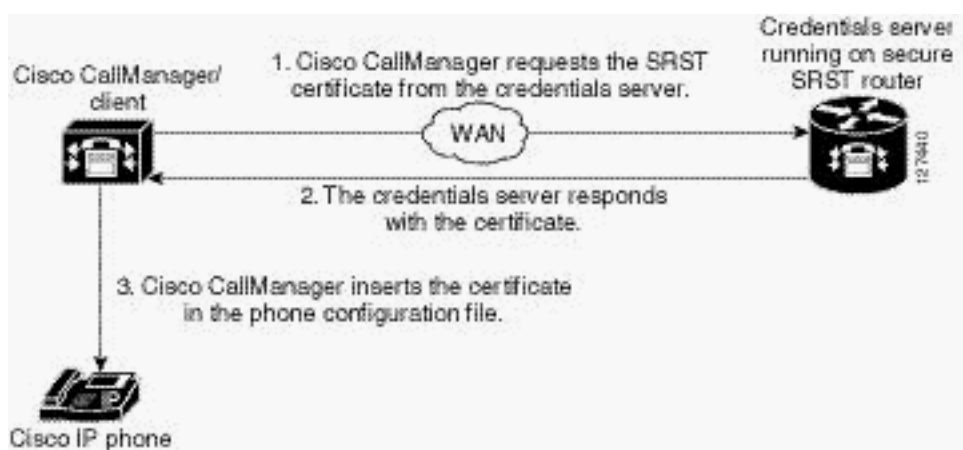 Credentials server
running on secure
SRST router
Cisco CallManager/
client
1. Cisco CallManager requests the SRST
certificate from the credentials server.
WAN
127440
2. The credentials server responds
with the certificate.
3. Cisco CallManager inserts the certificate
in the phone configuration file.
Cisco IP phone